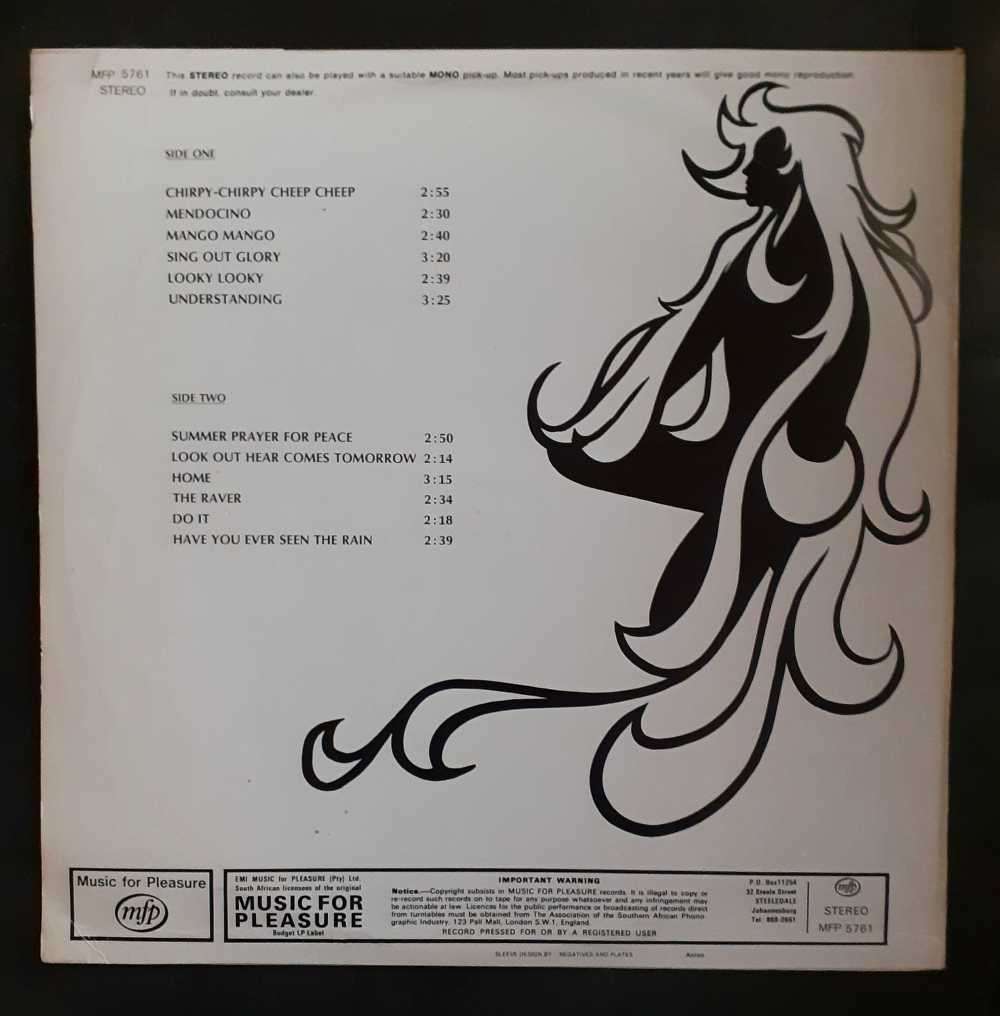 MFP 5761
STEREO
This STEREO record can also be played with a suitable MONO pick-up. Most pick-ups produced in recent years will give good mono reproduction.
If in doubt, consult your dealer.
SIDE ONE
CHIRPY-CHIRPY CHEEP CHEEP 2:55
MENDOCINO 2:30
MANGO MANGO 2:40
SING OUT GLORY 3:20
LOOKY LOOKY 2:39
UNDERSTANDING 3:25
SIDE TWO
SUMMER PRAYER FOR PEACE 2:50
LOOK OUT HEAR COMES TOMORROW 2:14
HOME 3:15
THE RAVER 2:34
DO IT 2:18
HAVE YOU EVER SEEN THE RAIN 2:39
Music for Pleasure
mfp
EMI MUSIC for PLEASURE (Pty) Ltd.
South African licensees of the original
MUSIC FOR
PLEASURE
Budget LP Label
IMPORTANT WARNING
Notice.—Copyright subsists in MUSIC FOR PLEASURE records. It is illegal to copy or
re-record such records on to tape for any purpose whatsoever and any infringement may
be actionable at law. Licences for the public performance or broadcasting of records direct
from turntables must be obtained from The Association of the Southern African Phono-
graphic Industry, 123 Pall Mall, London S.W.1, England.
RECORD PRESSED FOR OR BY A REGISTERED USER
P.O. Box 11254
32 Steele Street
STEELEDALE
Johannesburg
mfp
STEREO
MFP 5761
SLEEVE DESIGN BY NEGATIVES AND PLATES